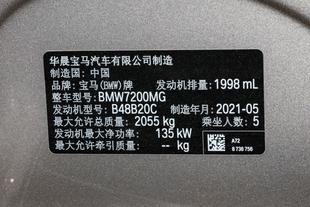 华晨宝马汽车有限公司制造
制造国：中国
品牌：宝马(BMW)牌 发动机排量：1998 mL
整车型号：BMW7200MG
发动机型号：B48B20C 制造年月：2021-05
最大允许总质量：2055 kg 乘坐人数：5
发动机最大净功率：135 kW
最大允许牵引质量：-- kg
A72
8 736 756